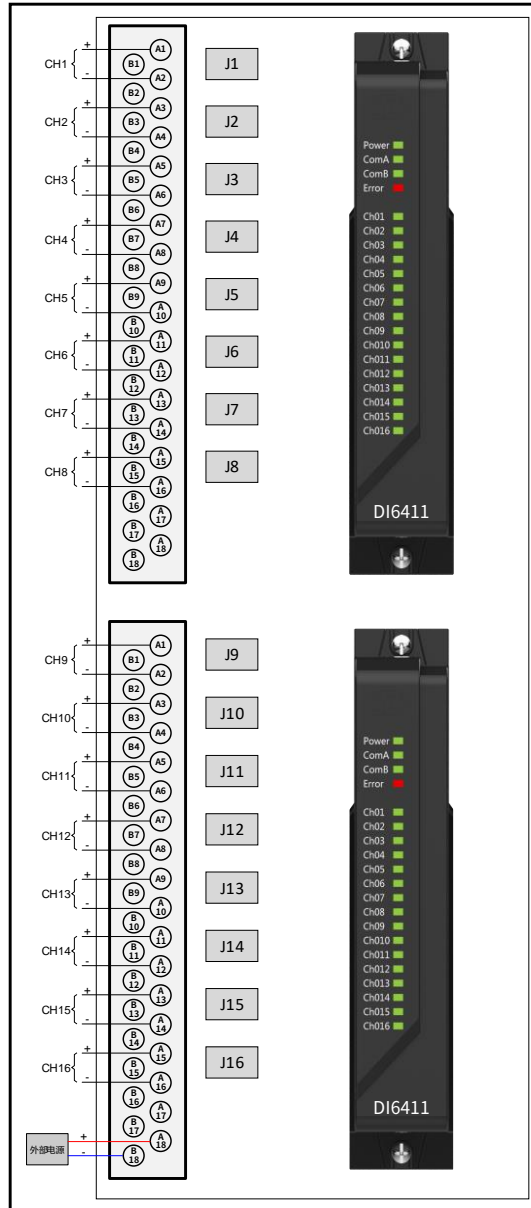 CH1 + -
CH2 + -
CH3 + -
CH4 + -
CH5 + -
CH6 + -
CH7 + -
CH8 + -
A1
B1
A2
B2
A3
B3
A4
B4
A5
B5
A6
B6
A7
B7
A8
B8
A9
B9
A10
B10
A11
B11
A12
B12
A13
B13
A14
B14
A15
B15
A16
B16
A17
B17
A18
B18
J1
J2
J3
J4
J5
J6
J7
J8
Power
ComA
ComB
Error
Ch01
Ch02
Ch03
Ch04
Ch05
Ch06
Ch07
Ch08
Ch09
Ch010
Ch011
Ch012
Ch013
Ch014
Ch015
Ch016
DI6411
CH9 + -
CH10 + -
CH11 + -
CH12 + -
CH13 + -
CH14 + -
CH15 + -
CH16 + -
外部电源 + -
A1
B1
A2
B2
A3
B3
A4
B4
A5
B5
A6
B6
A7
B7
A8
B8
A9
B9
A10
B10
A11
B11
A12
B12
A13
B13
A14
B14
A15
B15
A16
B16
A17
B17
A18
B18
J9
J10
J11
J12
J13
J14
J15
J16
Power
ComA
ComB
Error
Ch01
Ch02
Ch03
Ch04
Ch05
Ch06
Ch07
Ch08
Ch09
Ch010
Ch011
Ch012
Ch013
Ch014
Ch015
Ch016
DI6411